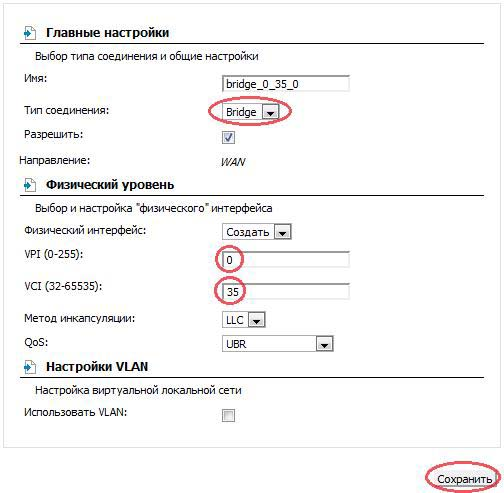 Главные настройки
Выбор типа соединения и общие настройки
Имя: bridge_0_35_0
Тип соединения: Bridge
Разрешить:
Направление: WAN
Физический уровень
Выбор и настройка "физического" интерфейса
Физический интерфейс: Создать
VPI (0-255): 0
VCI (32-65535): 35
Метод инкапсуляции: LLC
QoS: UBR
Настройки VLAN
Настройка виртуальной локальной сети
Использовать VLAN:
Сохранить